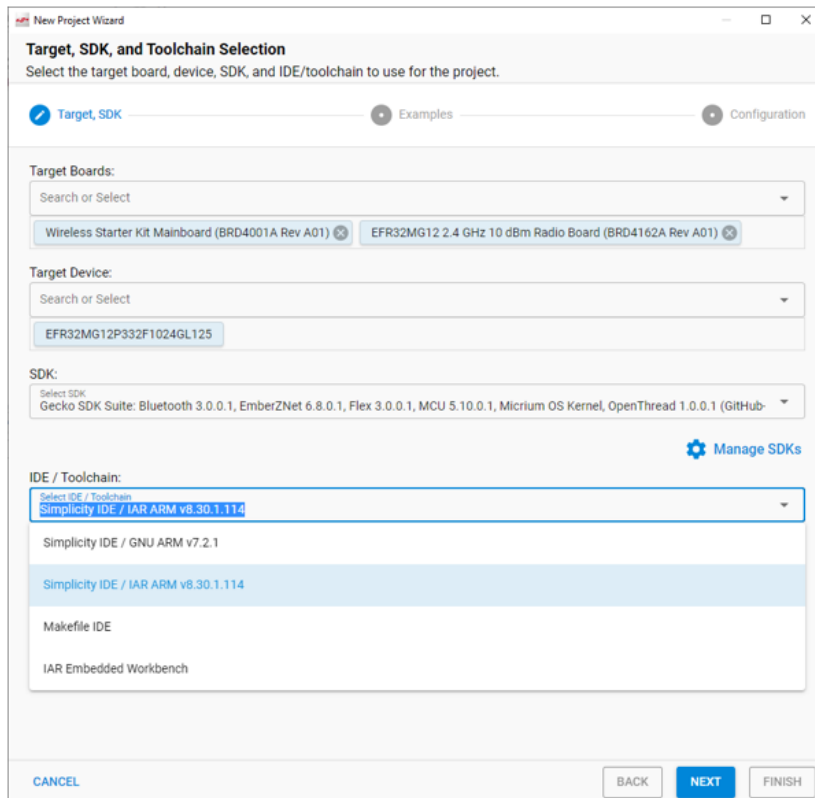 New Project Wizard
Target, SDK, and Toolchain Selection
Select the target board, device, SDK, and IDE/toolchain to use for the project.
Target, SDK
Examples
Configuration
Target Boards:
Search or Select
Wireless Starter Kit Mainboard (BRD4001A Rev A01)
EFR32MG12 2.4 GHz 10 dBm Radio Board (BRD4162A Rev A01)
Target Device:
Search or Select
EFR32MG12P332F1024GL125
SDK:
Select SDK
Gecko SDK Suite: Bluetooth 3.0.0.1, EmberZNet 6.8.0.1, Flex 3.0.0.1, MCU 5.10.0.1, Micrium OS Kernel, OpenThread 1.0.0.1 (GitHub-
Manage SDKs
IDE / Toolchain:
Select IDE / Toolchain
Simplicity IDE / IAR ARM v8.30.1.114
Simplicity IDE / GNU ARM v7.2.1
Simplicity IDE / IAR ARM v8.30.1.114
Makefile IDE
IAR Embedded Workbench
CANCEL
BACK
NEXT
FINISH